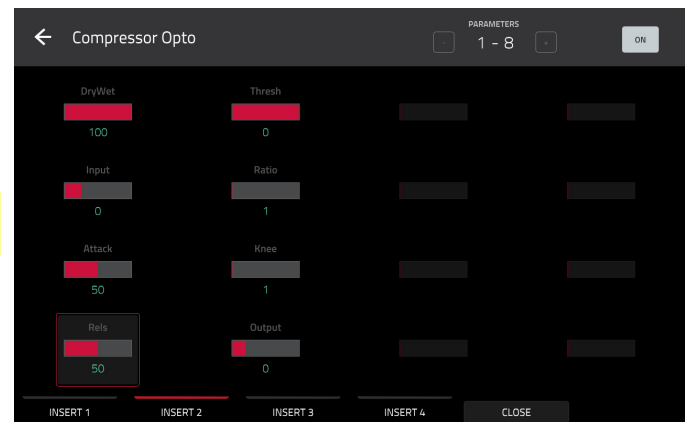 Compressor Opto
PARAMETERS
- 1 - 8 +
ON
DryWet Thresh
100 0
Input Ratio
0 1
Attack Knee
50 1
Rels Output
50 0
INSERT 1 INSERT 2 INSERT 3 INSERT 4 CLOSE